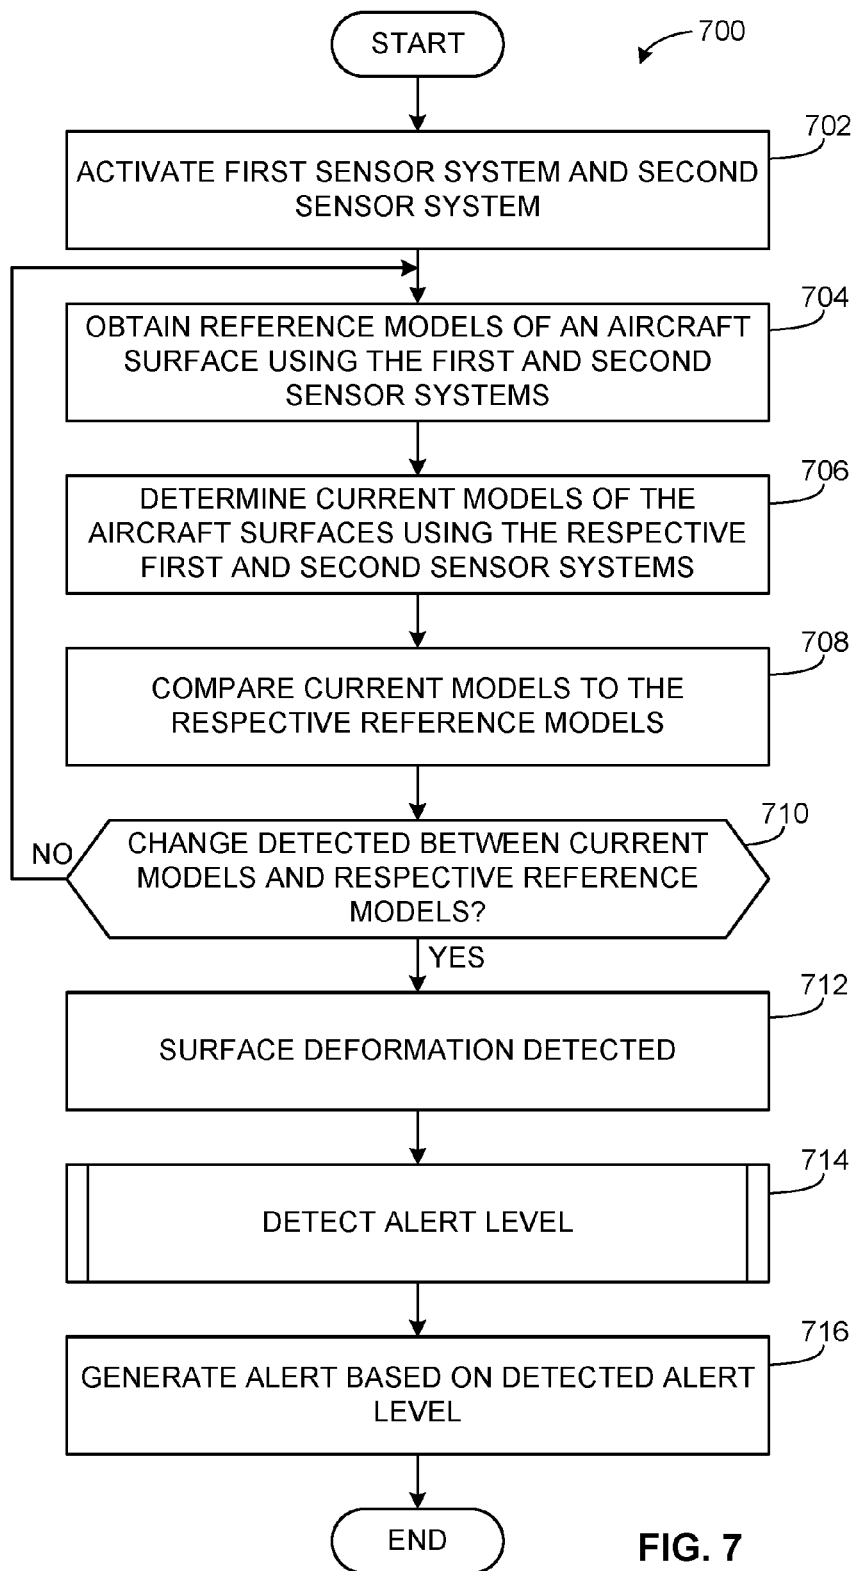 START
700
702
ACTIVATE FIRST SENSOR SYSTEM AND SECOND
SENSOR SYSTEM
704
OBTAIN REFERENCE MODELS OF AN AIRCRAFT
SURFACE USING THE FIRST AND SECOND
SENSOR SYSTEMS
706
DETERMINE CURRENT MODELS OF THE
AIRCRAFT SURFACES USING THE RESPECTIVE
FIRST AND SECOND SENSOR SYSTEMS
708
COMPARE CURRENT MODELS TO THE
RESPECTIVE REFERENCE MODELS
710
NO
CHANGE DETECTED BETWEEN CURRENT
MODELS AND RESPECTIVE REFERENCE
MODELS?
YES
712
SURFACE DEFORMATION DETECTED
714
DETECT ALERT LEVEL
716
GENERATE ALERT BASED ON DETECTED ALERT
LEVEL
END
FIG. 7